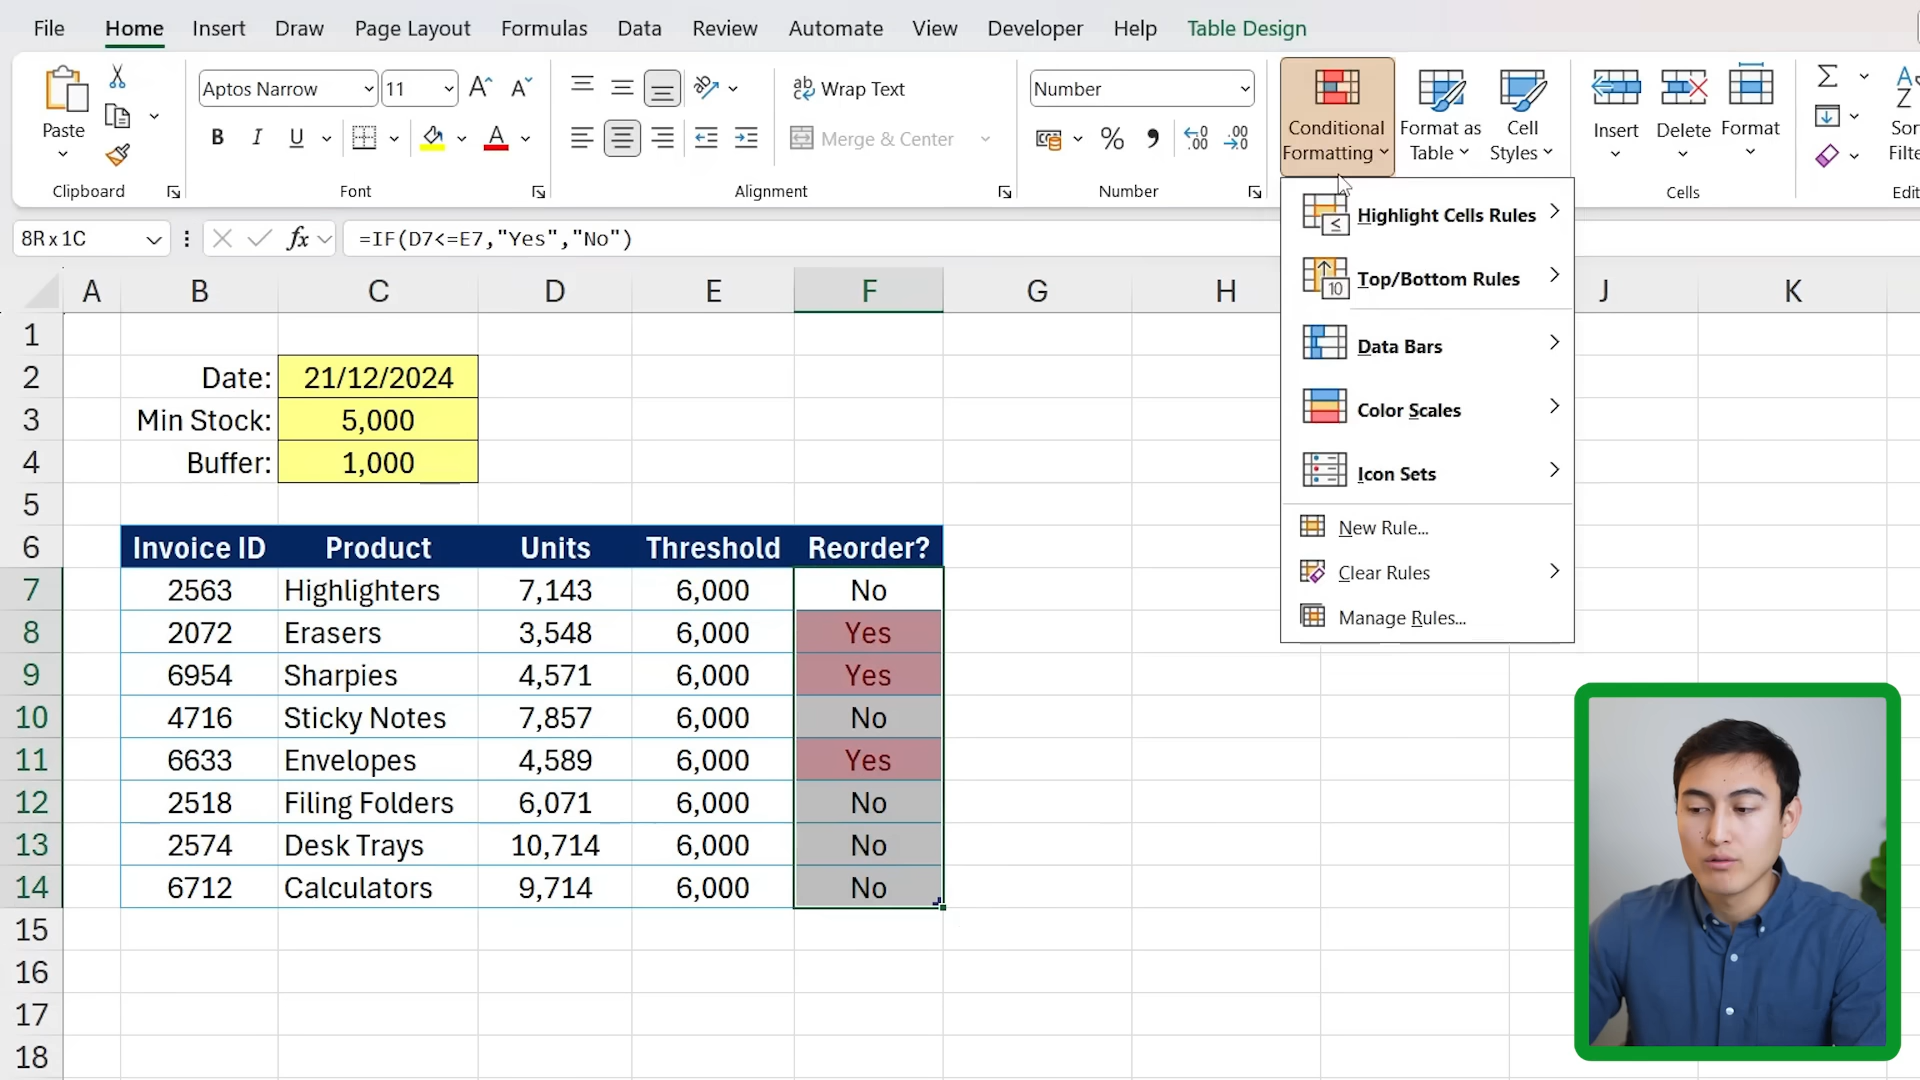 File Home Insert Draw Page Layout Formulas Data Review Automate View Developer Help Table Design
Paste
Clipboard
Aptos Narrow 11
B I U
Font
Wrap Text
Merge & Center
Alignment
Number
Number
Conditional Formatting
Format as Table
Cell Styles
Insert Delete Format
Cells
Sor
Filte
Edit
8R x 1C fx =IF(D7<=E7,"Yes","No")
Highlight Cells Rules
Top/Bottom Rules
Data Bars
Color Scales
Icon Sets
New Rule...
Clear Rules
Manage Rules...
A B C D E F G H J K
1
2 Date: 21/12/2024
3 Min Stock: 5,000
4 Buffer: 1,000
5
6 Invoice ID Product Units Threshold Reorder?
7 2563 Highlighters 7,143 6,000 No
8 2072 Erasers 3,548 6,000 Yes
9 6954 Sharpies 4,571 6,000 Yes
10 4716 Sticky Notes 7,857 6,000 No
11 6633 Envelopes 4,589 6,000 Yes
12 2518 Filing Folders 6,071 6,000 No
13 2574 Desk Trays 10,714 6,000 No
14 6712 Calculators 9,714 6,000 No
15
16
17
18